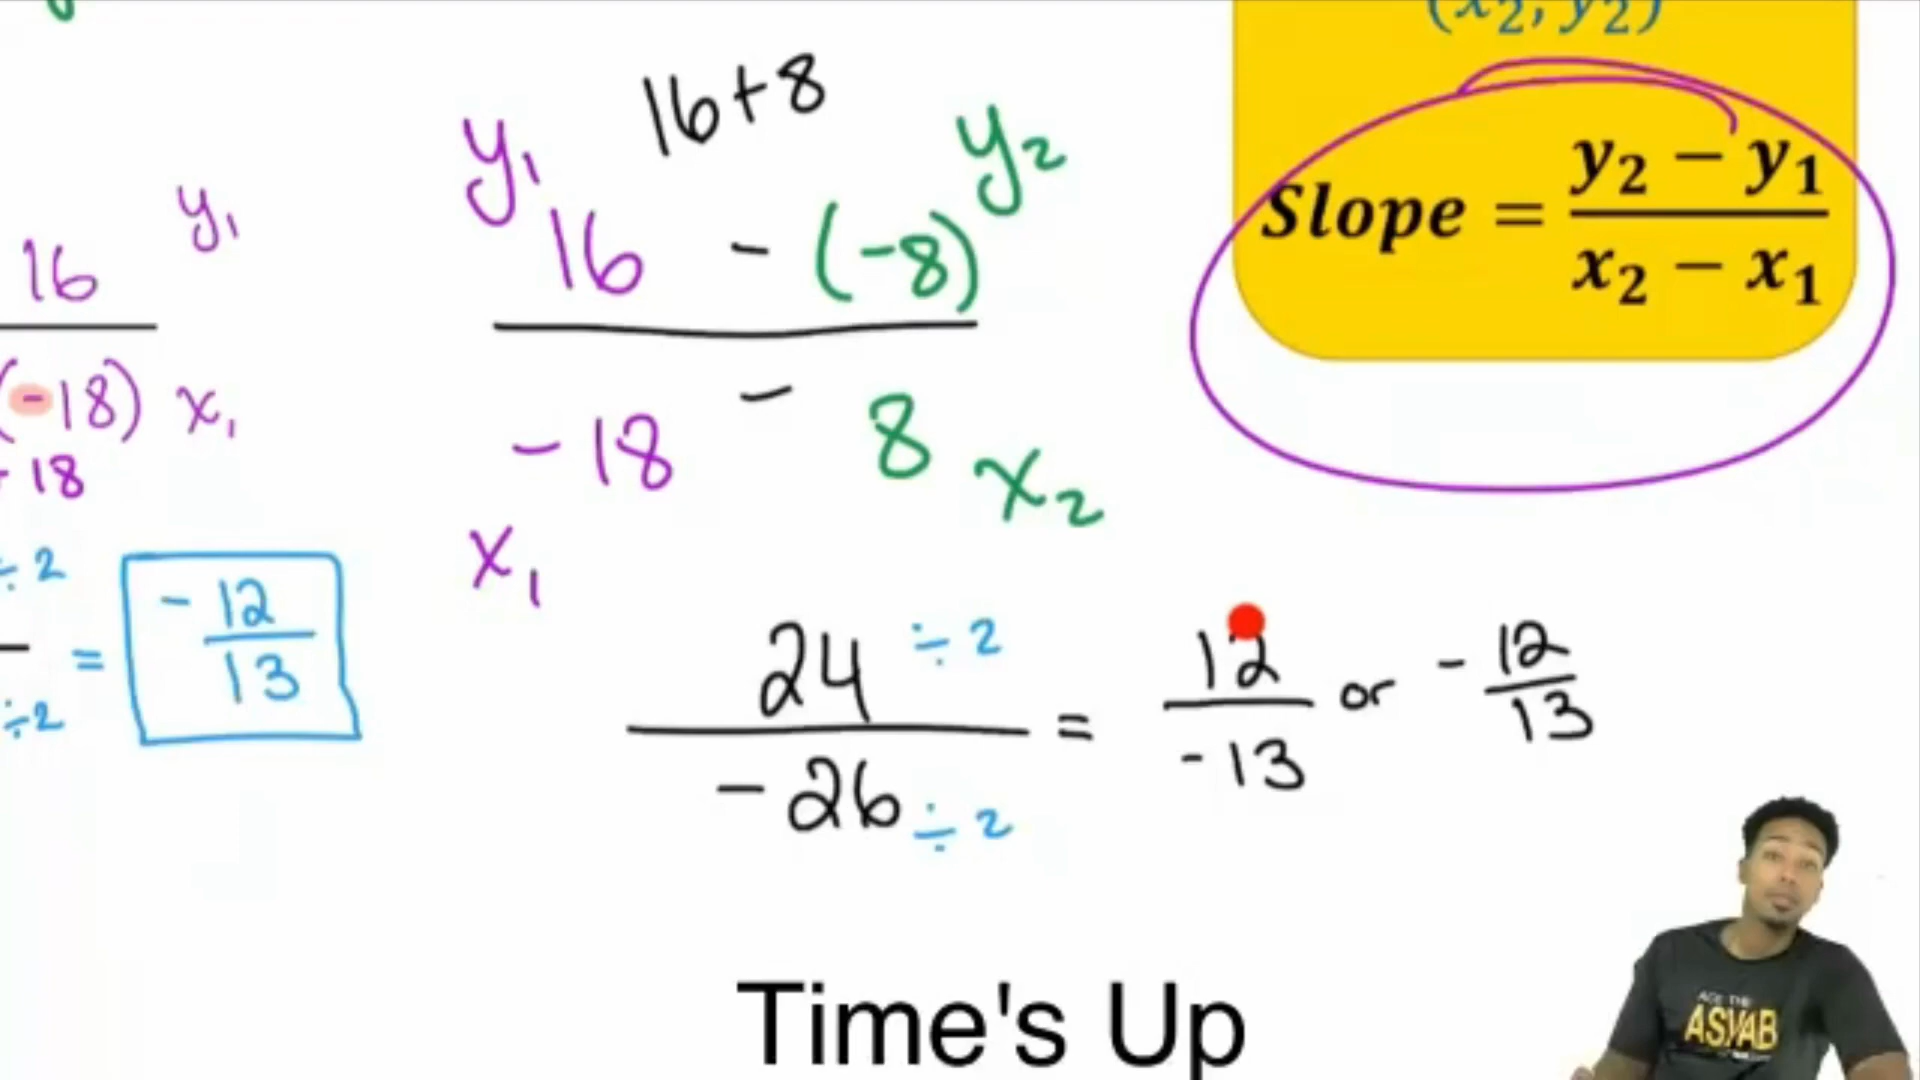 (x₂, y₂)
Slope = y₂ − y₁ / x₂ − x₁
16 y₁
(-18) x₁
18
÷2
= -12/13
÷2
16+8
y₁ y₂
16 - (-8)
-18 - 8 x₂
x₁
24 ÷2
-26 ÷2
= 12/-13 or -12/13
Time's Up
ACE THE
ASVAB